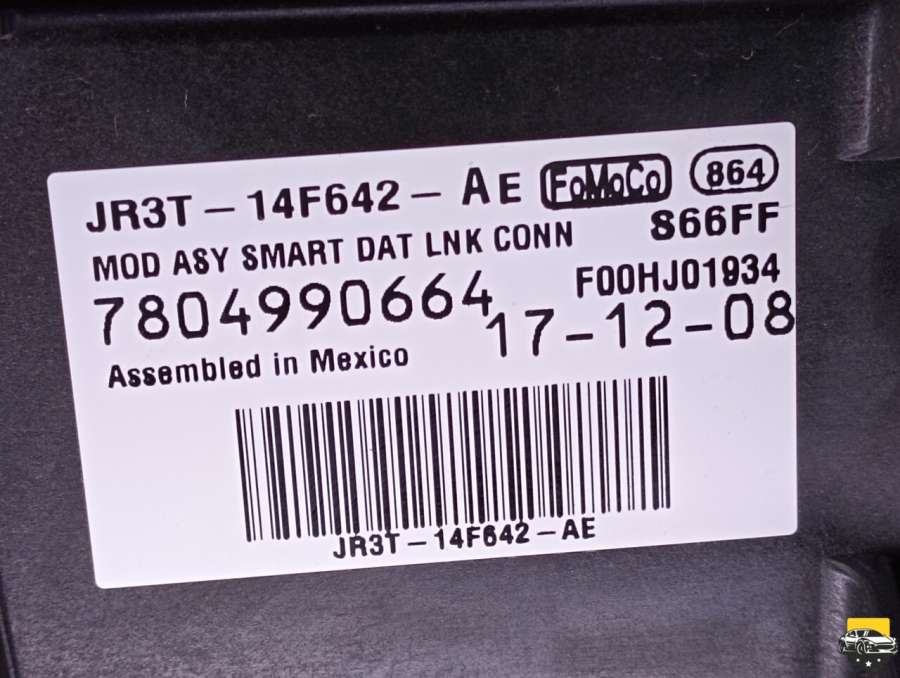 JR3T-14F642-AE FoMoCo 864
MOD ASY SMART DAT LNK CONN 866FF
7804990664 F00HJ01934
17-12-08
Assembled in Mexico
JR3T-14F642-AE